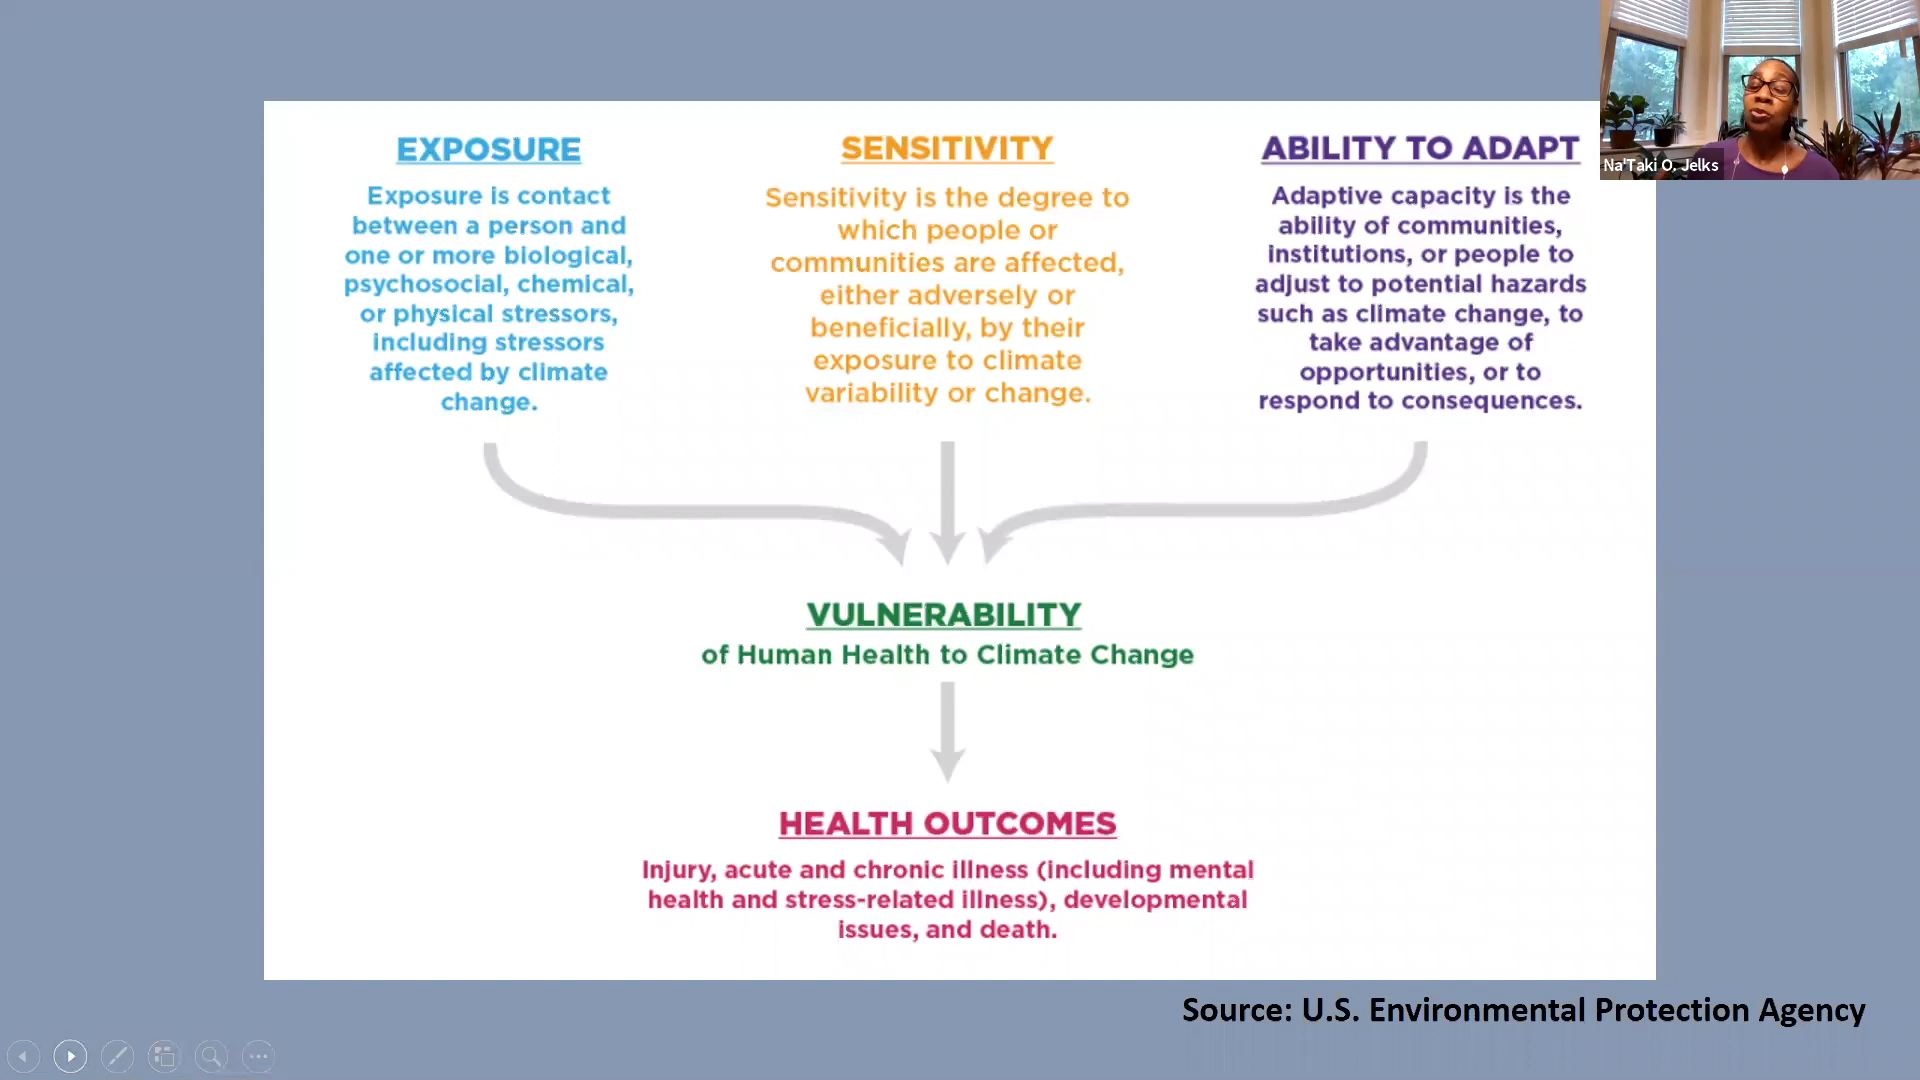 EXPOSURE
Exposure is contact
between a person and
one or more biological,
psychosocial, chemical,
or physical stressors,
including stressors
affected by climate
change.
SENSITIVITY
Sensitivity is the degree to
which people or
communities are affected,
either adversely or
beneficially, by their
exposure to climate
variability or change.
ABILITY TO ADAPT
Adaptive capacity is the
ability of communities,
institutions, or people to
adjust to potential hazards
such as climate change, to
take advantage of
opportunities, or to
respond to consequences.
Na'Taki O. Jelks
VULNERABILITY
of Human Health to Climate Change
HEALTH OUTCOMES
Injury, acute and chronic illness (including mental
health and stress-related illness), developmental
issues, and death.
Source: U.S. Environmental Protection Agency